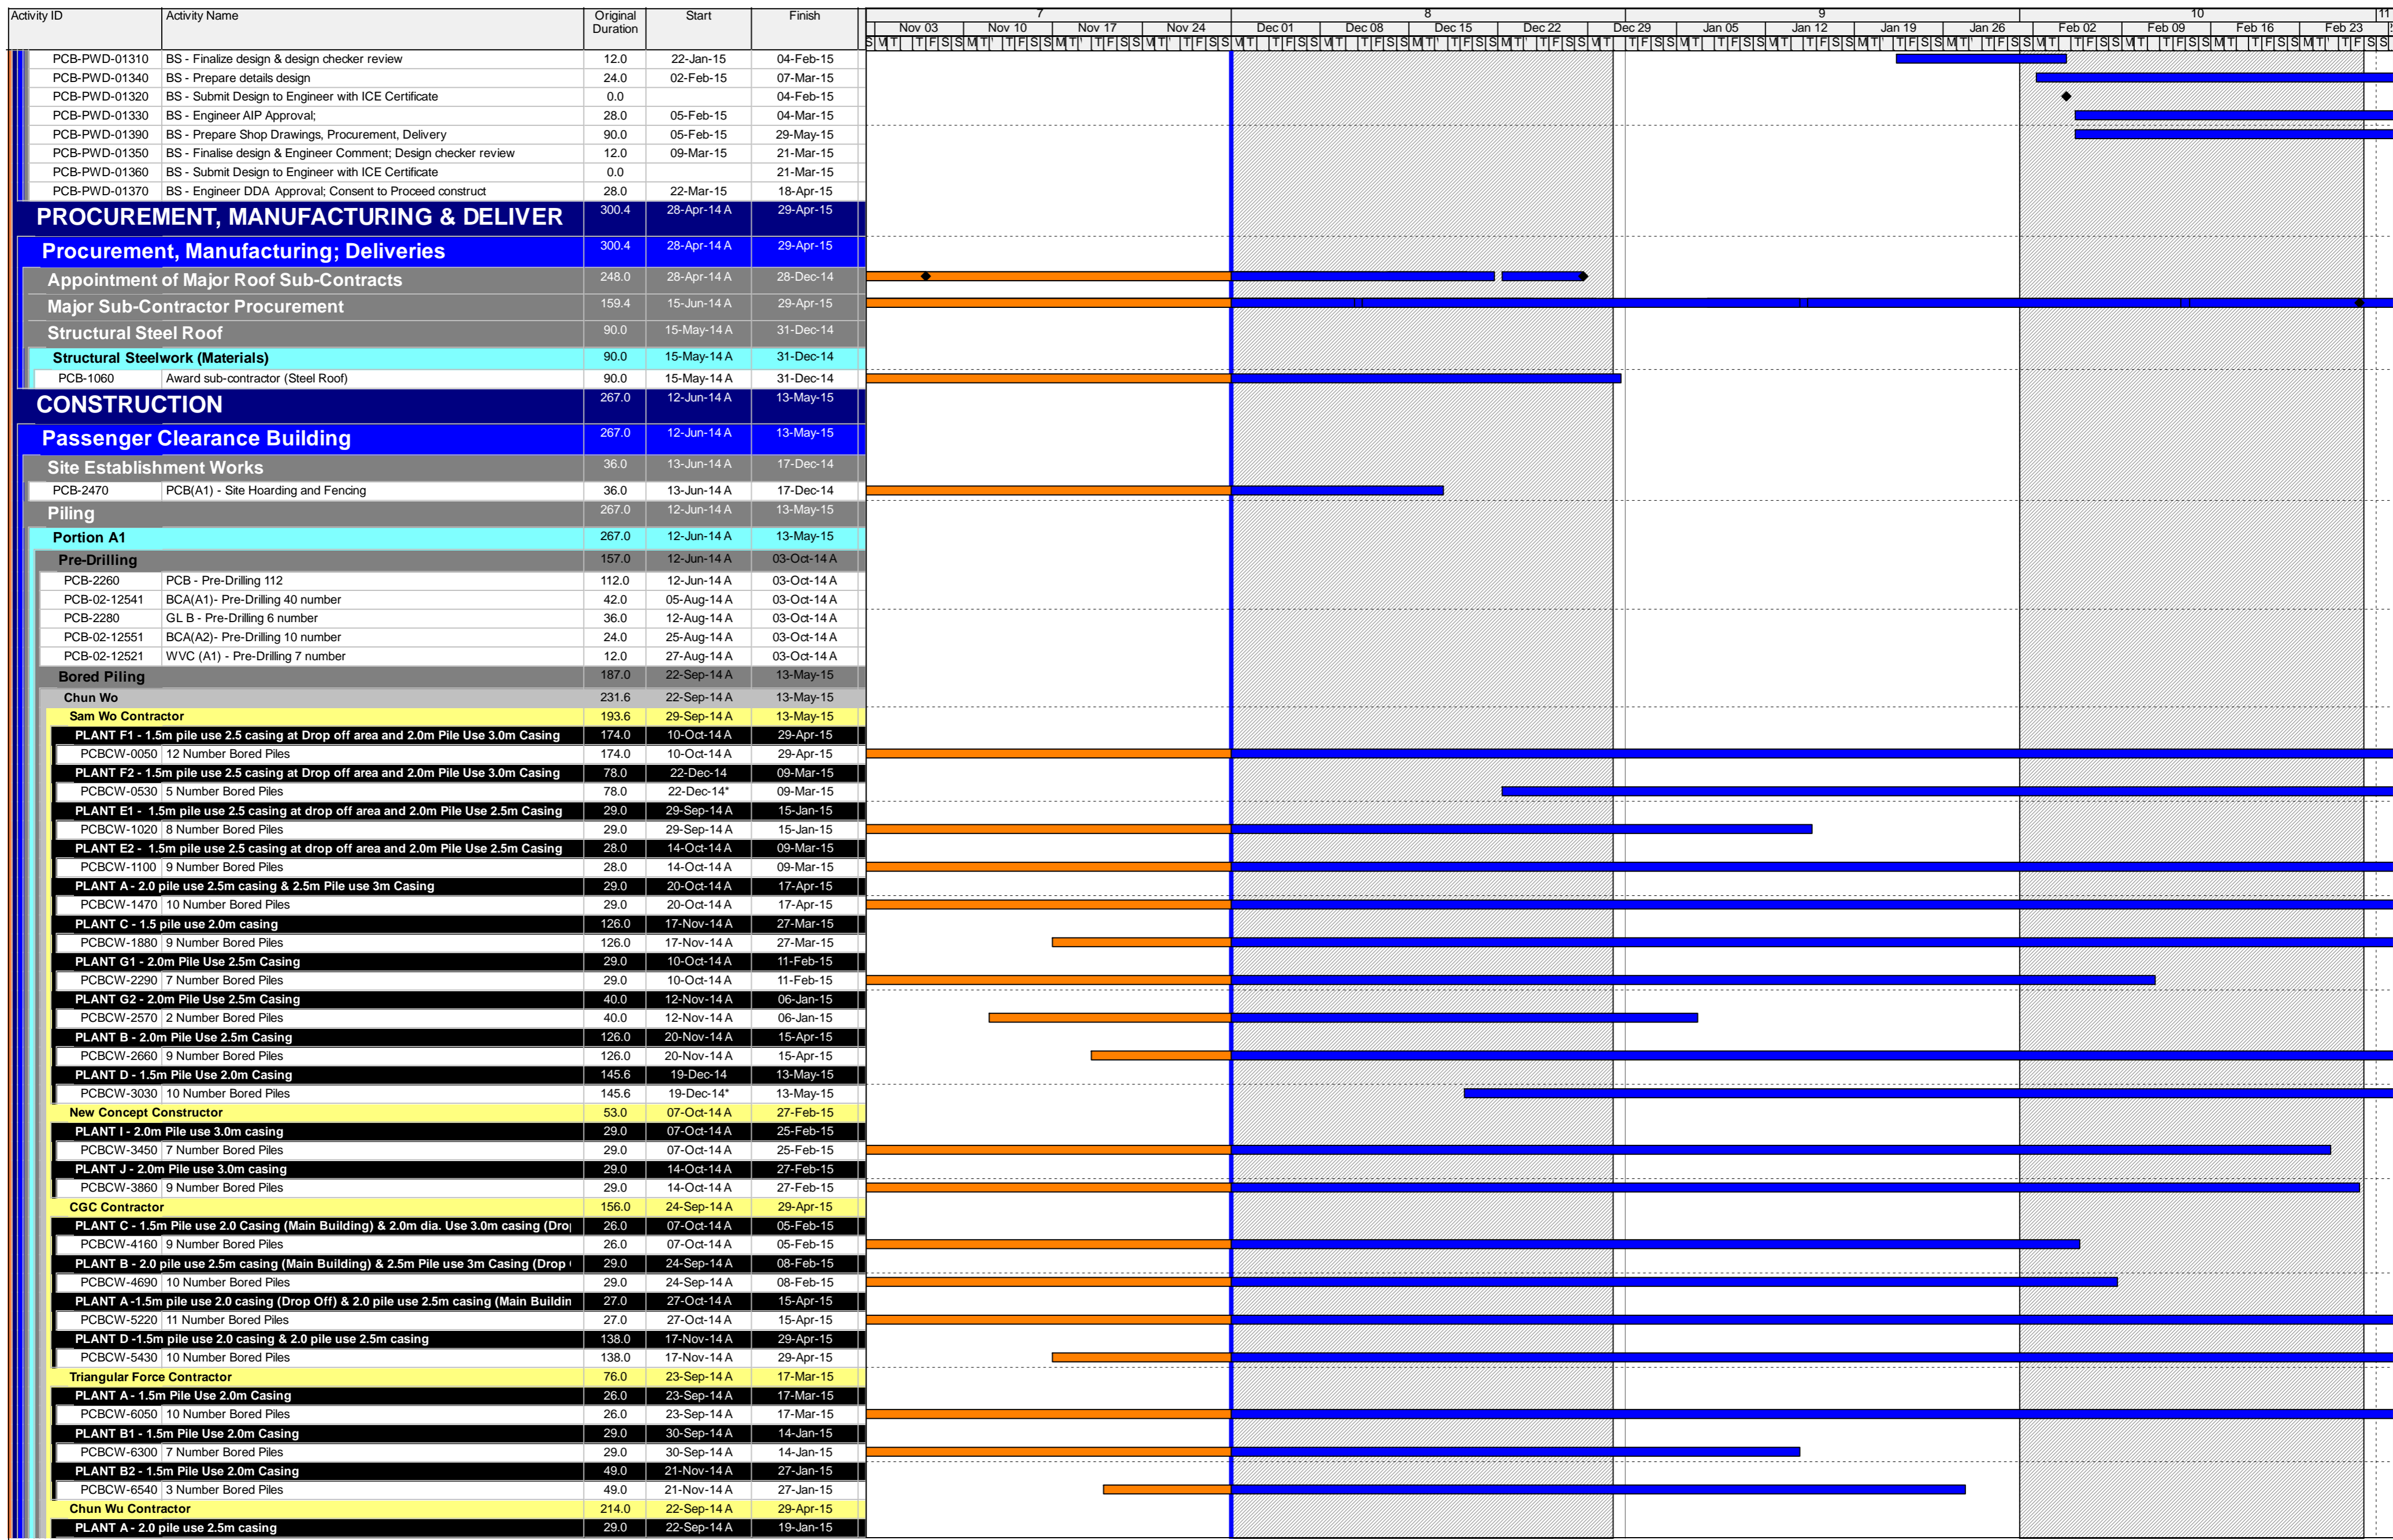 Activity ID Activity Name Original Duration Start Finish
7 8 9 10 11
Nov 03 Nov 10 Nov 17 Nov 24 Dec 01 Dec 08 Dec 15 Dec 22 Dec 29 Jan 05 Jan 12 Jan 19 Jan 26 Feb 02 Feb 09 Feb 16 Feb 23
PCB-PWD-01310 BS - Finalize design & design checker review 12.0 22-Jan-15 04-Feb-15
PCB-PWD-01340 BS - Prepare details design 24.0 02-Feb-15 07-Mar-15
PCB-PWD-01320 BS - Submit Design to Engineer with ICE Certificate 0.0 04-Feb-15
PCB-PWD-01330 BS - Engineer AIP Approval; 28.0 05-Feb-15 04-Mar-15
PCB-PWD-01390 BS - Prepare Shop Drawings, Procurement, Delivery 90.0 05-Feb-15 29-May-15
PCB-PWD-01350 BS - Finalise design & Engineer Comment; Design checker review 12.0 09-Mar-15 21-Mar-15
PCB-PWD-01360 BS - Submit Design to Engineer with ICE Certificate 0.0 21-Mar-15
PCB-PWD-01370 BS - Engineer DDA Approval; Consent to Proceed construct 28.0 22-Mar-15 18-Apr-15
PROCUREMENT, MANUFACTURING & DELIVER 300.4 28-Apr-14 A 29-Apr-15
Procurement, Manufacturing; Deliveries 300.4 28-Apr-14 A 29-Apr-15
Appointment of Major Roof Sub-Contracts 248.0 28-Apr-14 A 28-Dec-14
Major Sub-Contractor Procurement 159.4 15-Jun-14 A 29-Apr-15
Structural Steel Roof 90.0 15-May-14 A 31-Dec-14
Structural Steelwork (Materials) 90.0 15-May-14 A 31-Dec-14
PCB-1060 Award sub-contractor (Steel Roof) 90.0 15-May-14 A 31-Dec-14
CONSTRUCTION 267.0 12-Jun-14 A 13-May-15
Passenger Clearance Building 267.0 12-Jun-14 A 13-May-15
Site Establishment Works 36.0 13-Jun-14 A 17-Dec-14
PCB-2470 PCB(A1) - Site Hoarding and Fencing 36.0 13-Jun-14 A 17-Dec-14
Piling 267.0 12-Jun-14 A 13-May-15
Portion A1 267.0 12-Jun-14 A 13-May-15
Pre-Drilling 157.0 12-Jun-14 A 03-Oct-14 A
PCB-2260 PCB - Pre-Drilling 112 112.0 12-Jun-14 A 03-Oct-14 A
PCB-02-12541 BCA(A1)- Pre-Drilling 40 number 42.0 05-Aug-14 A 03-Oct-14 A
PCB-2280 GL B - Pre-Drilling 6 number 36.0 12-Aug-14 A 03-Oct-14 A
PCB-02-12551 BCA(A2)- Pre-Drilling 10 number 24.0 25-Aug-14 A 03-Oct-14 A
PCB-02-12521 WVC (A1) - Pre-Drilling 7 number 12.0 27-Aug-14 A 03-Oct-14 A
Bored Piling 187.0 22-Sep-14 A 13-May-15
Chun Wo 231.6 22-Sep-14 A 13-May-15
Sam Wo Contractor 193.6 29-Sep-14 A 13-May-15
PLANT F1 - 1.5m pile use 2.5 casing at Drop off area and 2.0m Pile Use 3.0m Casing 174.0 10-Oct-14 A 29-Apr-15
PCBCW-0050 12 Number Bored Piles 174.0 10-Oct-14 A 29-Apr-15
PLANT F2 - 1.5m pile use 2.5 casing at Drop off area and 2.0m Pile Use 3.0m Casing 78.0 22-Dec-14 09-Mar-15
PCBCW-0530 5 Number Bored Piles 78.0 22-Dec-14* 09-Mar-15
PLANT E1 - 1.5m pile use 2.5 casing at drop off area and 2.0m Pile Use 2.5m Casing 29.0 29-Sep-14 A 15-Jan-15
PCBCW-1020 8 Number Bored Piles 29.0 29-Sep-14 A 15-Jan-15
PLANT E2 - 1.5m pile use 2.5 casing at drop off area and 2.0m Pile Use 2.5m Casing 28.0 14-Oct-14 A 09-Mar-15
PCBCW-1100 9 Number Bored Piles 28.0 14-Oct-14 A 09-Mar-15
PLANT A - 2.0 pile use 2.5m casing & 2.5m Pile use 3m Casing 29.0 20-Oct-14 A 17-Apr-15
PCBCW-1470 10 Number Bored Piles 29.0 20-Oct-14 A 17-Apr-15
PLANT C - 1.5 pile use 2.0m casing 126.0 17-Nov-14 A 27-Mar-15
PCBCW-1880 9 Number Bored Piles 126.0 17-Nov-14 A 27-Mar-15
PLANT G1 - 2.0m Pile Use 2.5m Casing 29.0 10-Oct-14 A 11-Feb-15
PCBCW-2290 7 Number Bored Piles 29.0 10-Oct-14 A 11-Feb-15
PLANT G2 - 2.0m Pile Use 2.5m Casing 40.0 12-Nov-14 A 06-Jan-15
PCBCW-2570 2 Number Bored Piles 40.0 12-Nov-14 A 06-Jan-15
PLANT B - 2.0m Pile Use 2.5m Casing 126.0 20-Nov-14 A 15-Apr-15
PCBCW-2660 9 Number Bored Piles 126.0 20-Nov-14 A 15-Apr-15
PLANT D - 1.5m Pile Use 2.0m Casing 145.6 19-Dec-14 13-May-15
PCBCW-3030 10 Number Bored Piles 145.6 19-Dec-14* 13-May-15
New Concept Constructor 53.0 07-Oct-14 A 27-Feb-15
PLANT I - 2.0m Pile use 3.0m casing 29.0 07-Oct-14 A 25-Feb-15
PCBCW-3450 7 Number Bored Piles 29.0 07-Oct-14 A 25-Feb-15
PLANT J - 2.0m Pile use 3.0m casing 29.0 14-Oct-14 A 27-Feb-15
PCBCW-3860 9 Number Bored Piles 29.0 14-Oct-14 A 27-Feb-15
CGC Contractor 156.0 24-Sep-14 A 29-Apr-15
PLANT C - 1.5m Pile use 2.0 Casing (Main Building) & 2.0m dia. Use 3.0m casing (Dro 26.0 07-Oct-14 A 05-Feb-15
PCBCW-4160 9 Number Bored Piles 26.0 07-Oct-14 A 05-Feb-15
PLANT B - 2.0 pile use 2.5m casing (Main Building) & 2.5m Pile use 3m Casing (Drop 29.0 24-Sep-14 A 08-Feb-15
PCBCW-4690 10 Number Bored Piles 29.0 24-Sep-14 A 08-Feb-15
PLANT A -1.5m pile use 2.0 casing (Drop Off) & 2.0 pile use 2.5m casing (Main Buildin 27.0 27-Oct-14 A 15-Apr-15
PCBCW-5220 11 Number Bored Piles 27.0 27-Oct-14 A 15-Apr-15
PLANT D -1.5m pile use 2.0 casing & 2.0 pile use 2.5m casing 138.0 17-Nov-14 A 29-Apr-15
PCBCW-5430 10 Number Bored Piles 138.0 17-Nov-14 A 29-Apr-15
Triangular Force Contractor 76.0 23-Sep-14 A 17-Mar-15
PLANT A - 1.5m Pile Use 2.0m Casing 26.0 23-Sep-14 A 17-Mar-15
PCBCW-6050 10 Number Bored Piles 26.0 23-Sep-14 A 17-Mar-15
PLANT B1 - 1.5m Pile Use 2.0m Casing 29.0 30-Sep-14 A 14-Jan-15
PCBCW-6300 7 Number Bored Piles 29.0 30-Sep-14 A 14-Jan-15
PLANT B2 - 1.5m Pile Use 2.0m Casing 49.0 21-Nov-14 A 27-Jan-15
PCBCW-6540 3 Number Bored Piles 49.0 21-Nov-14 A 27-Jan-15
Chun Wu Contractor 214.0 22-Sep-14 A 29-Apr-15
PLANT A - 2.0 pile use 2.5m casing 29.0 22-Sep-14 A 19-Jan-15